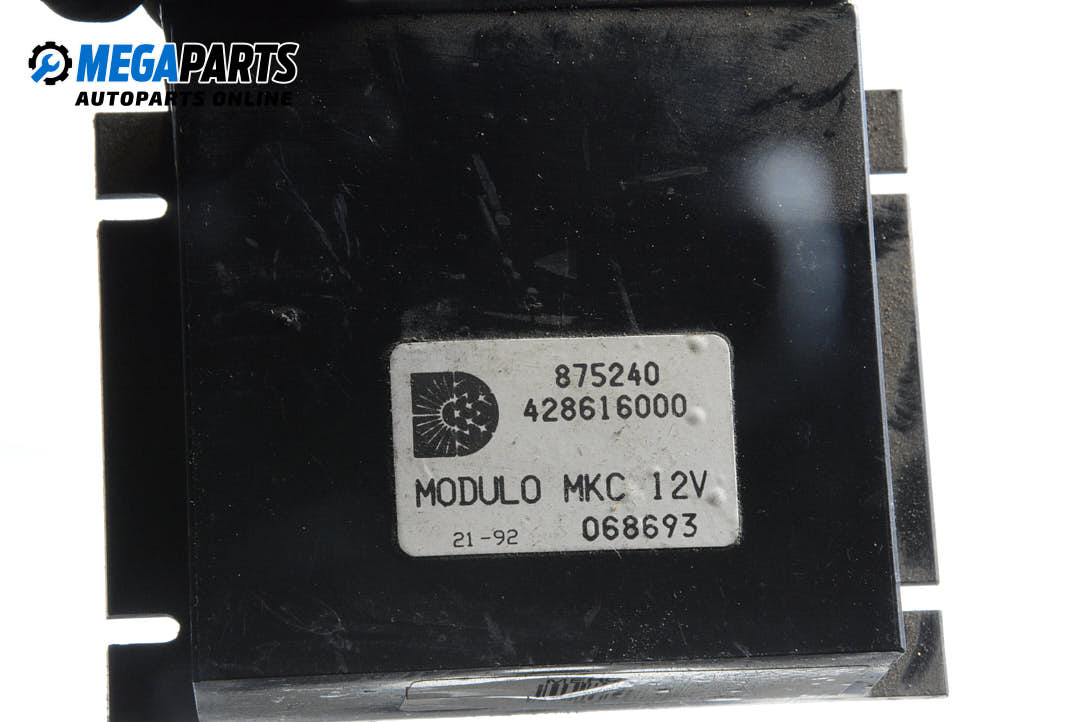 MEGAPARTS
AUTOPARTS ONLINE
875240
428616000
MODULO MKC 12V
21-92 068693